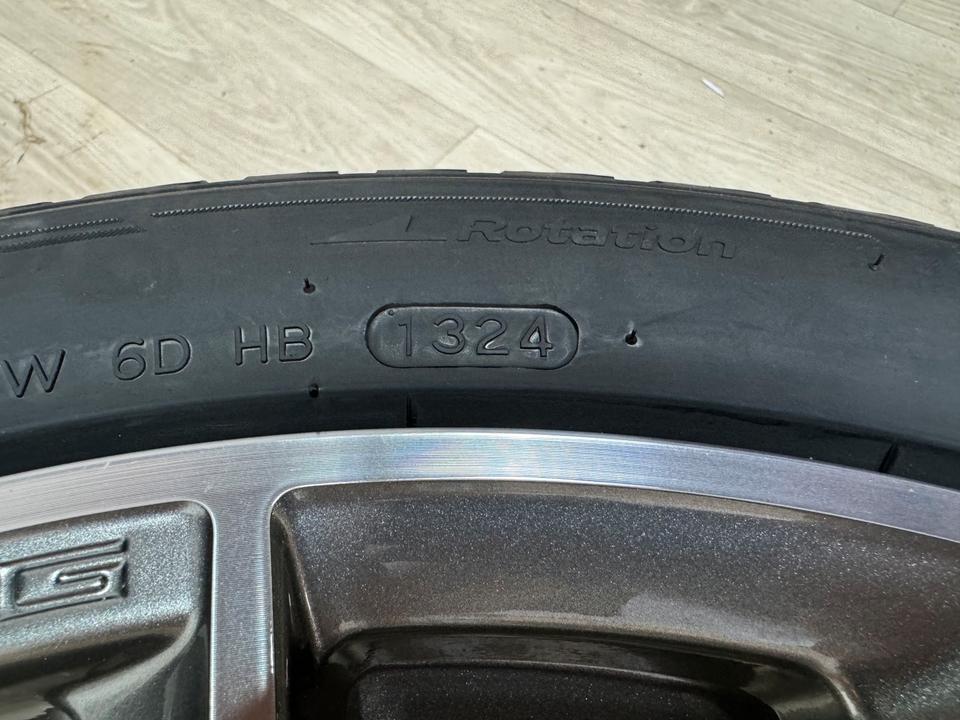 Rotation
W 6D HB 1324